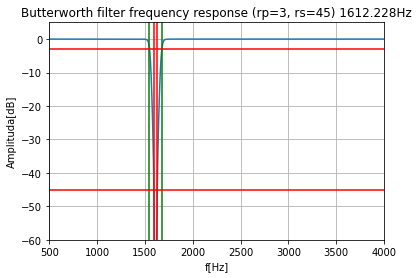 Butterworth filter frequency response (rp=3, rs=45) 1612.228Hz
0
−10
−20
−30
−40
−50
−60
Amplituda[dB]
500 1000 1500 2000 2500 3000 3500 4000
f[Hz]